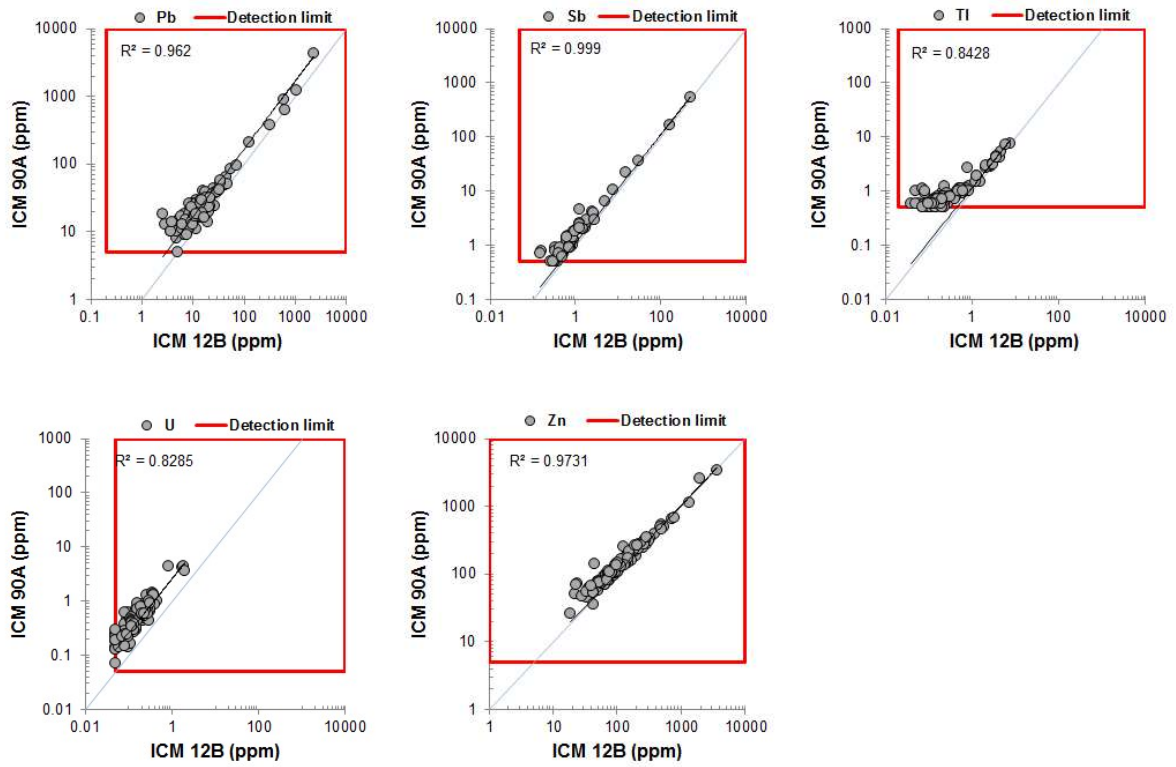 Pb Detection limit
10000
1000
100
10
1
R² = 0.962
0.1 1 10 100 1000 10000
ICM 90A (ppm)
ICM 12B (ppm)
Sb Detection limit
1000
100
10
1
0.1
R² = 0.999
0.1 1 10 100 1000 10000
ICM 90A (ppm)
ICM 12B (ppm)
Tl Detection limit
1000
100
10
1
0.1
0.01
R² = 0.8428
0.01 1 100 10000
ICM 90A (ppm)
ICM 12B (ppm)
U Detection limit
1000
100
10
1
0.1
0.01
R² = 0.8285
0.01 1 100 10000
ICM 90A (ppm)
ICM 12B (ppm)
Zn Detection limit
10000
1000
100
10
1
R² = 0.9731
1 10 100 1000 10000
ICM 90A (ppm)
ICM 12B (ppm)